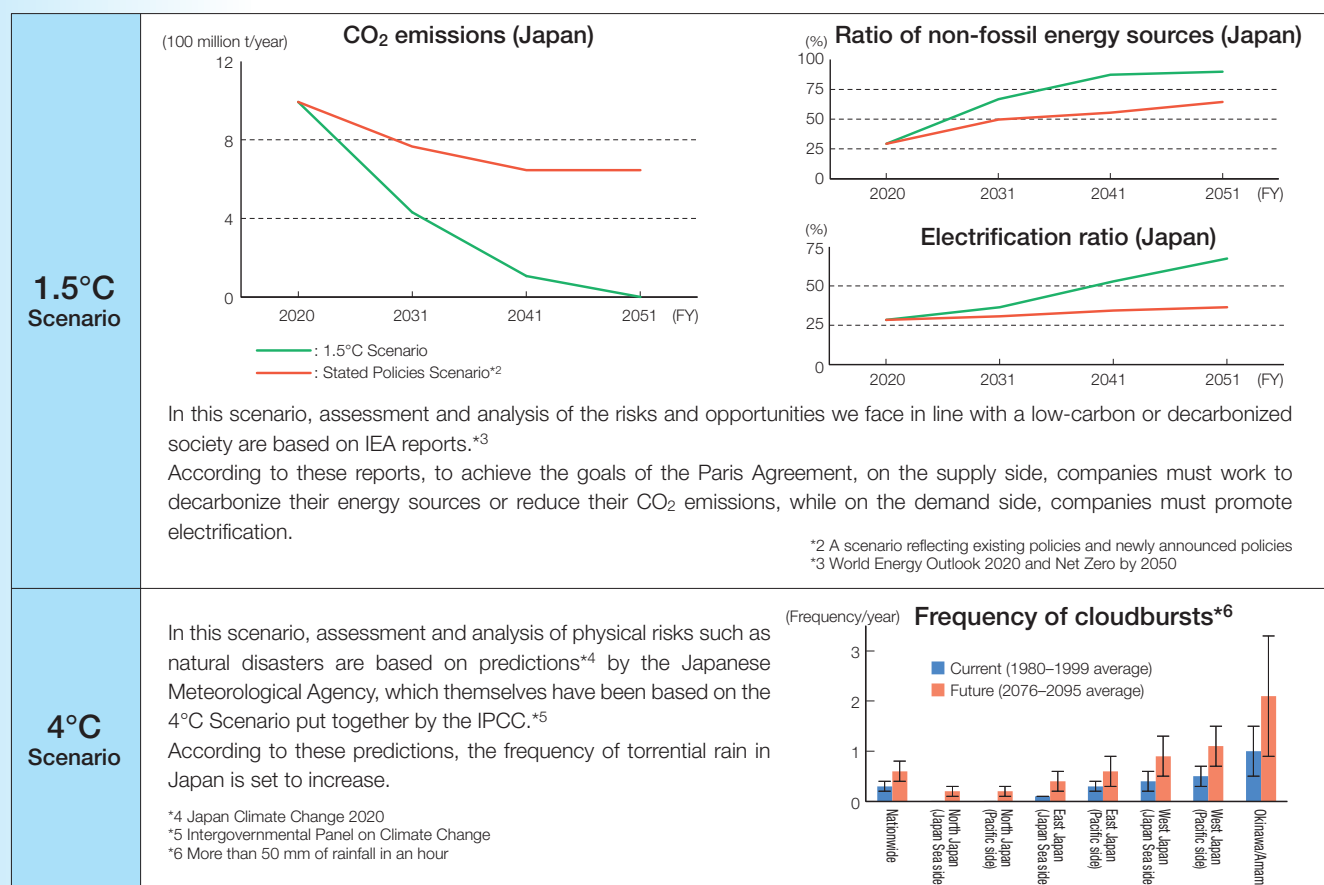 1.5°C
Scenario
CO₂ emissions (Japan)
(100 million t/year)
12
8
4
0
2020
2031
2041
2051
(FY)
: 1.5°C Scenario
: Stated Policies Scenario*2
Ratio of non-fossil energy sources (Japan)
(%)
100
75
50
25
0
2020
2031
2041
2051
(FY)
Electrification ratio (Japan)
(%)
75
50
25
0
2020
2031
2041
2051
(FY)
In this scenario, assessment and analysis of the risks and opportunities we face in line with a low-carbon or decarbonized
society are based on IEA reports.*3
According to these reports, to achieve the goals of the Paris Agreement, on the supply side, companies must work to
decarbonize their energy sources or reduce their CO₂ emissions, while on the demand side, companies must promote
electrification.
*2 A scenario reflecting existing policies and newly announced policies
*3 World Energy Outlook 2020 and Net Zero by 2050
4°C
Scenario
In this scenario, assessment and analysis of physical risks such as
natural disasters are based on predictions*4 by the Japanese
Meteorological Agency, which themselves have been based on the
4°C Scenario put together by the IPCC.*5
According to these predictions, the frequency of torrential rain in
Japan is set to increase.
*4 Japan Climate Change 2020
*5 Intergovernmental Panel on Climate Change
*6 More than 50 mm of rainfall in an hour
(Frequency/year)
Frequency of cloudbursts*6
3
2
1
0
Current (1980–1999 average)
Future (2076–2095 average)
Nationwide
North Japan
(Japan Sea side
North Japan
(Pacific side)
East Japan
(Japan Sea side
East Japan
(Pacific side)
West Japan
(Japan Sea side
West Japan
(Pacific side)
Okinawa/Amam